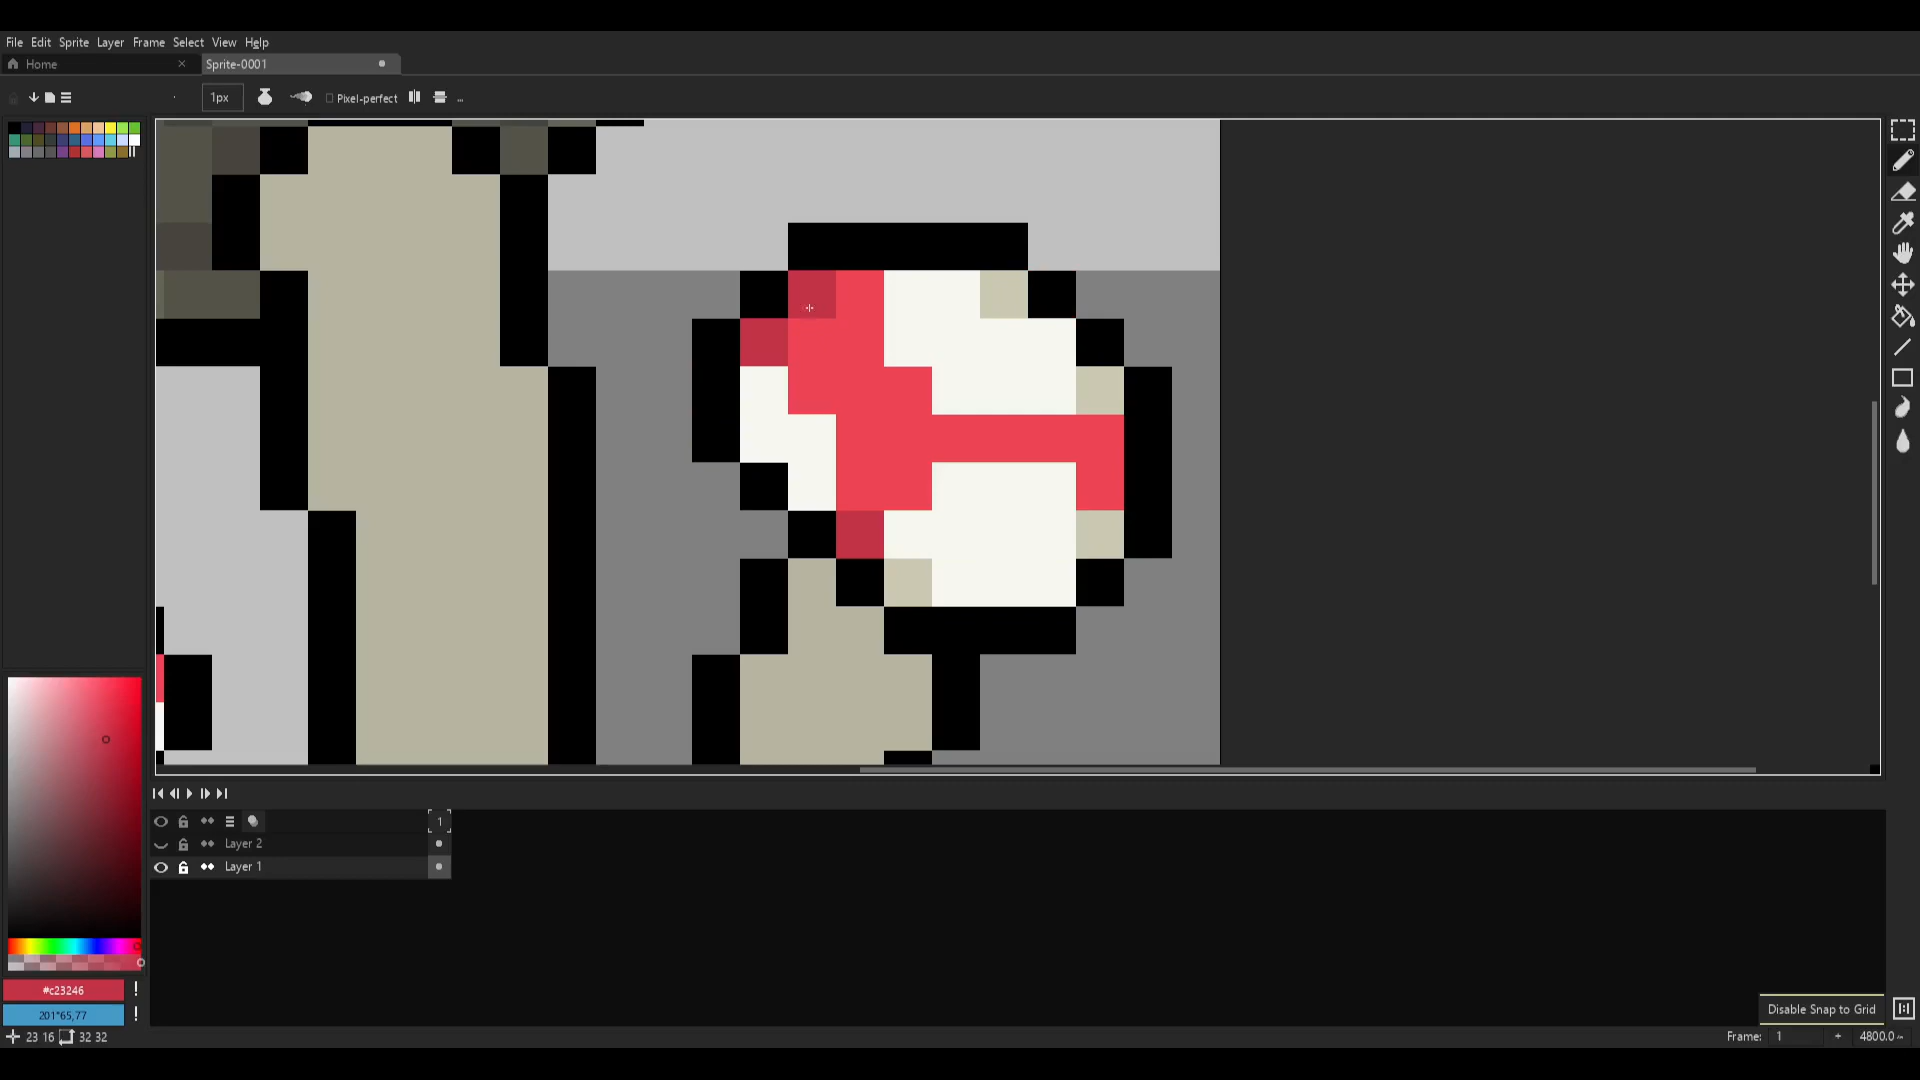 File Edit Sprite Layer Frame Select View Help
Home
Sprite-0001
1px
Pixel-perfect
...
1
Layer 2
Layer 1
#c23246
!
201°65,77
!
Disable Snap to Grid
23 16 32 32
Frame: 1 + 4800.0